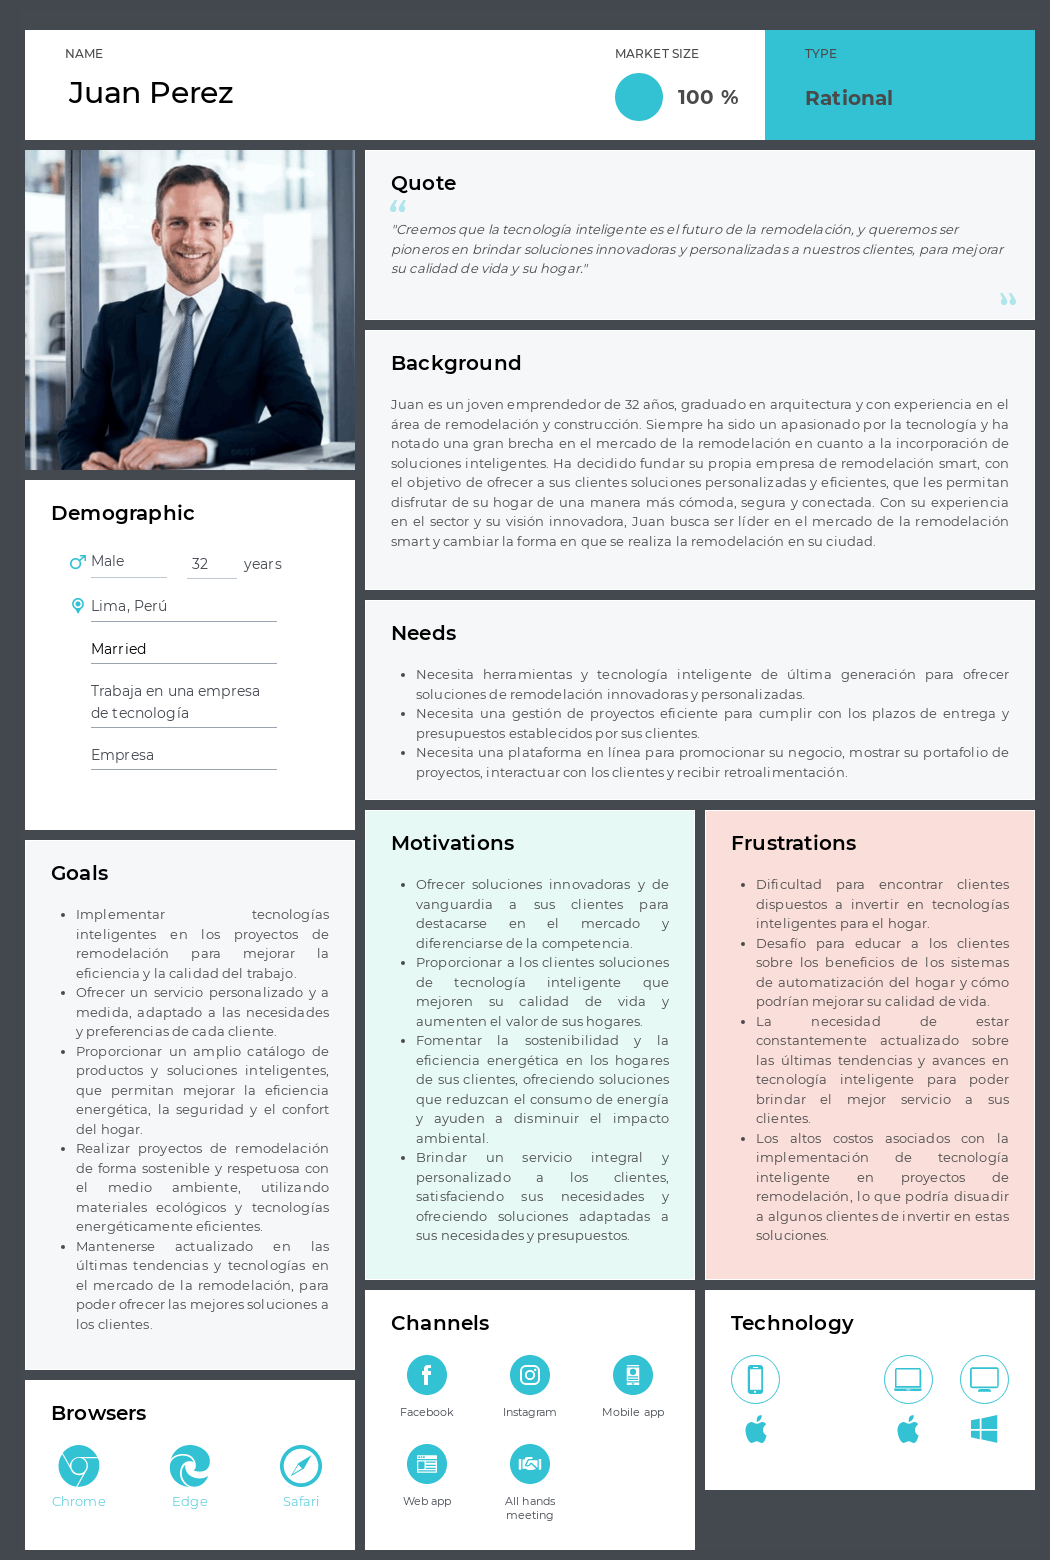 NAME
Juan Perez
MARKET SIZE
100 %
TYPE
Rational
Quote
“
"Creemos que la tecnología inteligente es el futuro de la remodelación, y queremos ser
pioneros en brindar soluciones innovadoras y personalizadas a nuestros clientes, para mejorar
su calidad de vida y su hogar."
”
Background
Juan es un joven emprendedor de 32 años, graduado en arquitectura y con experiencia en el
área de remodelación y construcción. Siempre ha sido un apasionado por la tecnología y ha
notado una gran brecha en el mercado de la remodelación en cuanto a la incorporación de
soluciones inteligentes. Ha decidido fundar su propia empresa de remodelación smart, con
el objetivo de ofrecer a sus clientes soluciones personalizadas y eficientes, que les permitan
disfrutar de su hogar de una manera más cómoda, segura y conectada. Con su experiencia
en el sector y su visión innovadora, Juan busca ser líder en el mercado de la remodelación
smart y cambiar la forma en que se realiza la remodelación en su ciudad.
Demographic
Male
32 years
Lima, Perú
Married
Trabaja en una empresa
de tecnología
Empresa
Needs
• Necesita herramientas y tecnología inteligente de última generación para ofrecer
soluciones de remodelación innovadoras y personalizadas.
• Necesita una gestión de proyectos eficiente para cumplir con los plazos de entrega y
presupuestos establecidos por sus clientes.
• Necesita una plataforma en línea para promocionar su negocio, mostrar su portafolio de
proyectos, interactuar con los clientes y recibir retroalimentación.
Goals
• Implementar tecnologías
inteligentes en los proyectos de
remodelación para mejorar la
eficiencia y la calidad del trabajo.
• Ofrecer un servicio personalizado y a
medida, adaptado a las necesidades
y preferencias de cada cliente.
• Proporcionar un amplio catálogo de
productos y soluciones inteligentes,
que permitan mejorar la eficiencia
energética, la seguridad y el confort
del hogar.
• Realizar proyectos de remodelación
de forma sostenible y respetuosa con
el medio ambiente, utilizando
materiales ecológicos y tecnologías
energéticamente eficientes.
• Mantenerse actualizado en las
últimas tendencias y tecnologías en
el mercado de la remodelación, para
poder ofrecer las mejores soluciones a
los clientes.
Motivations
• Ofrecer soluciones innovadoras y de
vanguardia a sus clientes para
destacarse en el mercado y
diferenciarse de la competencia.
• Proporcionar a los clientes soluciones
de tecnología inteligente que
mejoren su calidad de vida y
aumenten el valor de sus hogares.
• Fomentar la sostenibilidad y la
eficiencia energética en los hogares
de sus clientes, ofreciendo soluciones
que reduzcan el consumo de energía
y ayuden a disminuir el impacto
ambiental.
• Brindar un servicio integral y
personalizado a los clientes,
satisfaciendo sus necesidades y
ofreciendo soluciones adaptadas a
sus necesidades y presupuestos.
Frustrations
• Dificultad para encontrar clientes
dispuestos a invertir en tecnologías
inteligentes para el hogar.
• Desafío para educar a los clientes
sobre los beneficios de los sistemas
de automatización del hogar y cómo
podrían mejorar su calidad de vida.
• La necesidad de estar
constantemente actualizado sobre
las últimas tendencias y avances en
tecnología inteligente para poder
brindar el mejor servicio a sus
clientes.
• Los altos costos asociados con la
implementación de tecnología
inteligente en proyectos de
remodelación, lo que podría disuadir
a algunos clientes de invertir en estas
soluciones.
Browsers
Chrome
Edge
Safari
Channels
Facebook
Instagram
Mobile app
Web app
All hands
meeting
Technology